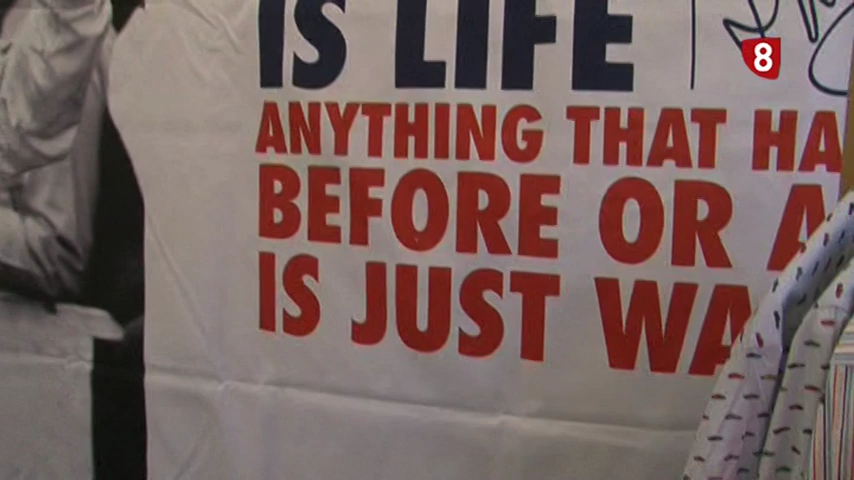 IS LIFE
8
ANYTHING THAT HA
BEFORE OR A
IS JUST WA